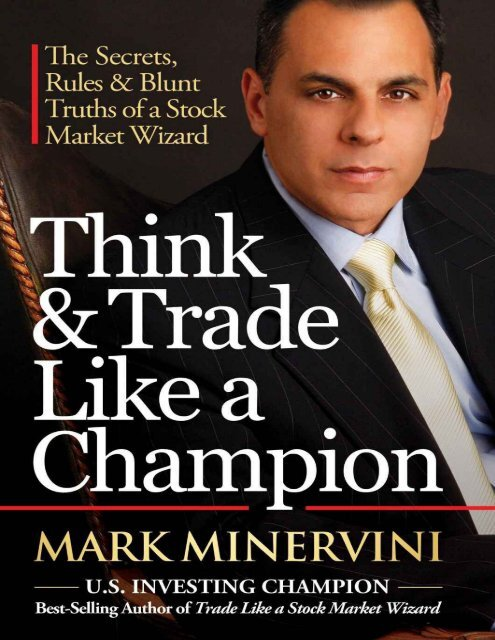 The Secrets,
Rules & Blunt
Truths of a Stock
Market Wizard
Think
& Trade
Like a
Champion
MARK MINERVINI
U.S. INVESTING CHAMPION
Best-Selling Author of Trade Like a Stock Market Wizard